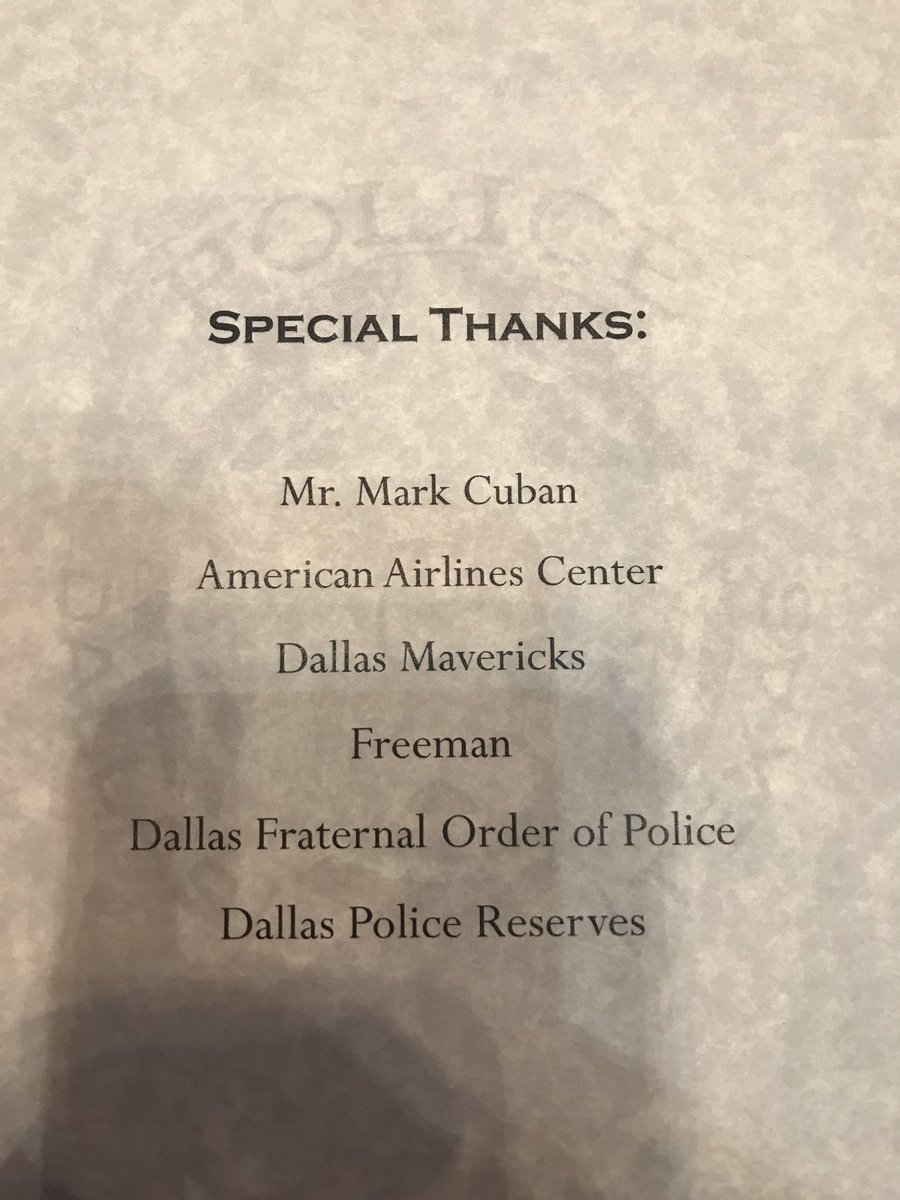 POLICE
SPECIAL THANKS:
Mr. Mark Cuban
American Airlines Center
Dallas Mavericks
Freeman
Dallas Fraternal Order of Police
Dallas Police Reserves